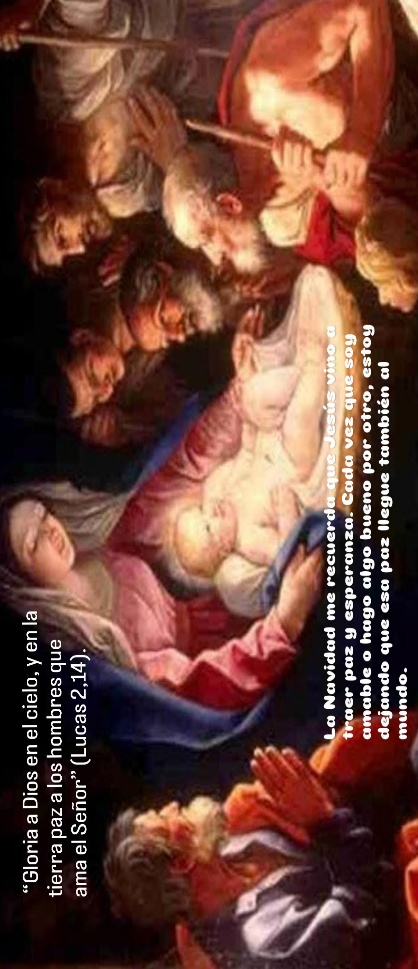 “Gloria a Dios en el cielo, y en la
tierra paz a los hombres que
ama el Señor” (Lucas 2,14).
La Navidad me recuerda que Jesús vino a
traer paz y esperanza. Cada vez que soy
amable o hago algo bueno por otro, estoy
dejando que esa paz llegue también al
mundo.